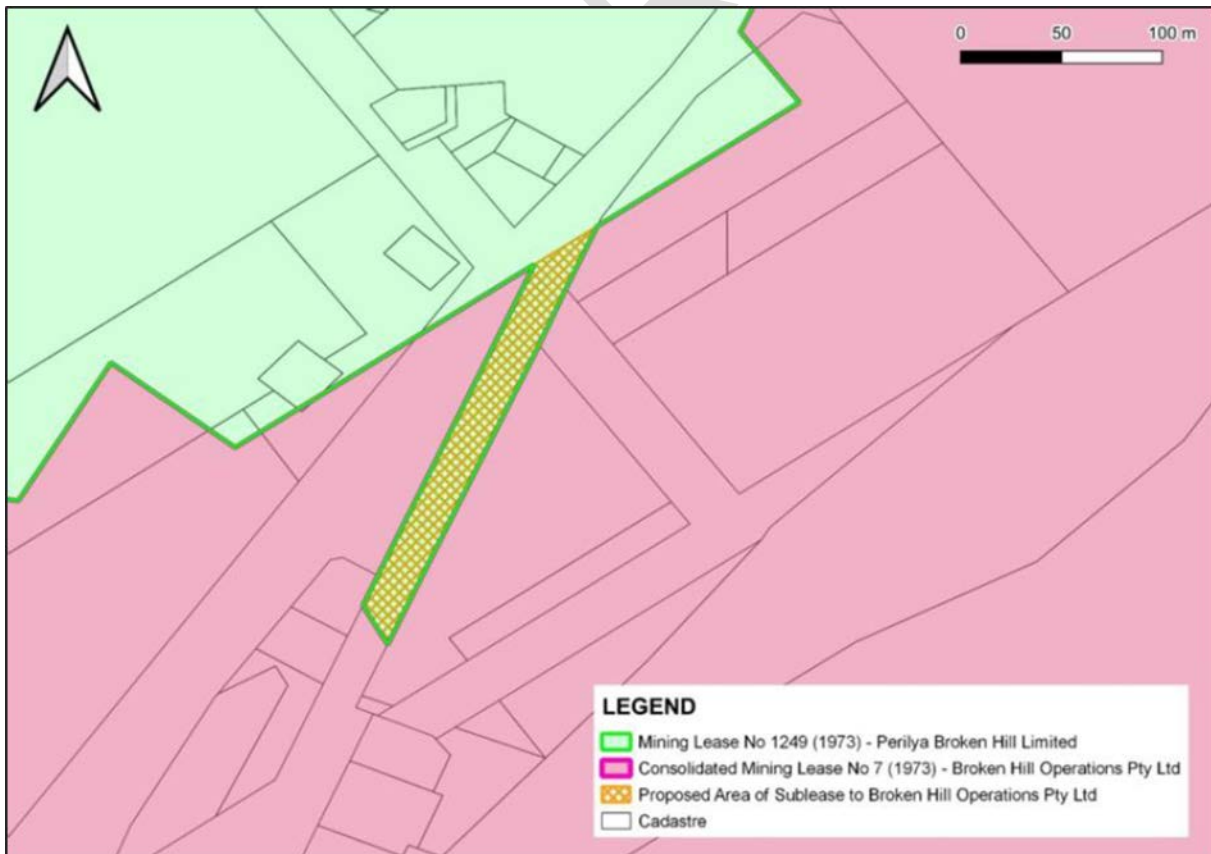 0 50 100 m
LEGEND
Mining Lease No 1249 (1973) - Perilya Broken Hill Limited
Consolidated Mining Lease No 7 (1973) - Broken Hill Operations Pty Ltd
Proposed Area of Sublease to Broken Hill Operations Pty Ltd
Cadastre